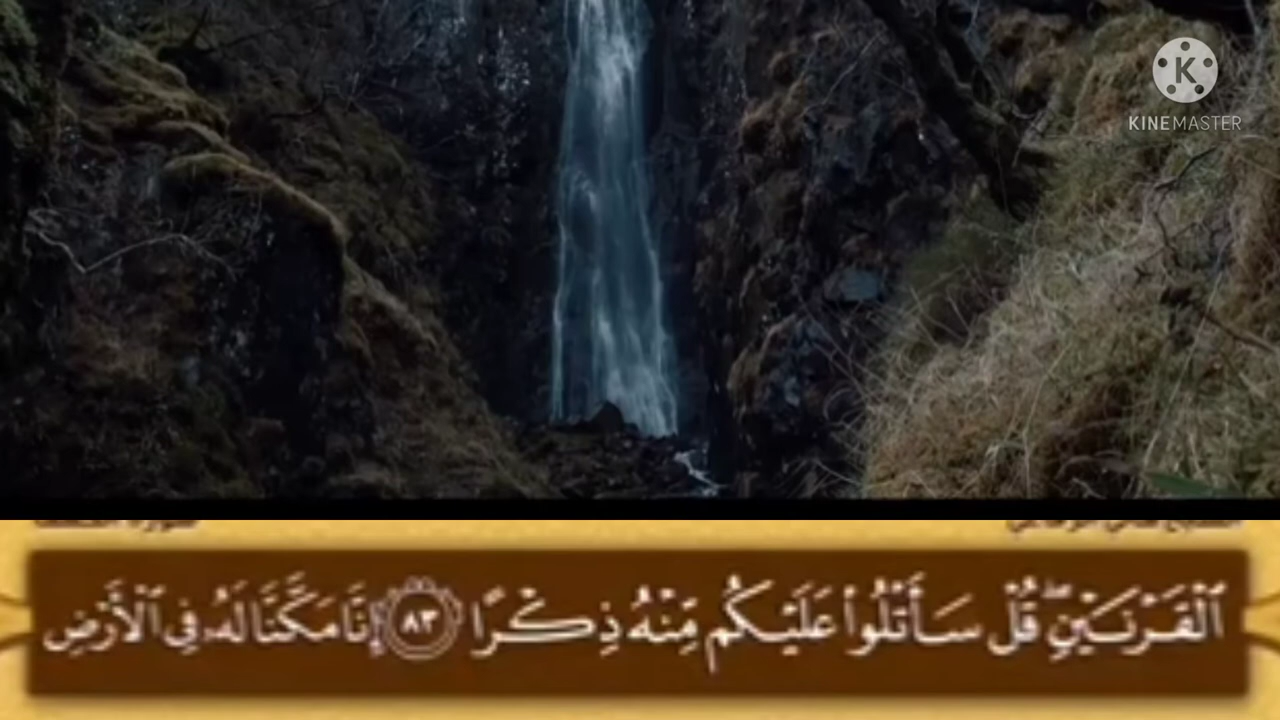 KINEMASTER
ٱلْقَرْنَيْنِ ۖ قُلْ سَأَتْلُوا۟ عَلَيْكُم مِّنْهُ ذِكْرًا ٨٣ إِنَّا مَكَّنَّا لَهُۥ فِى ٱلْأَرْضِ